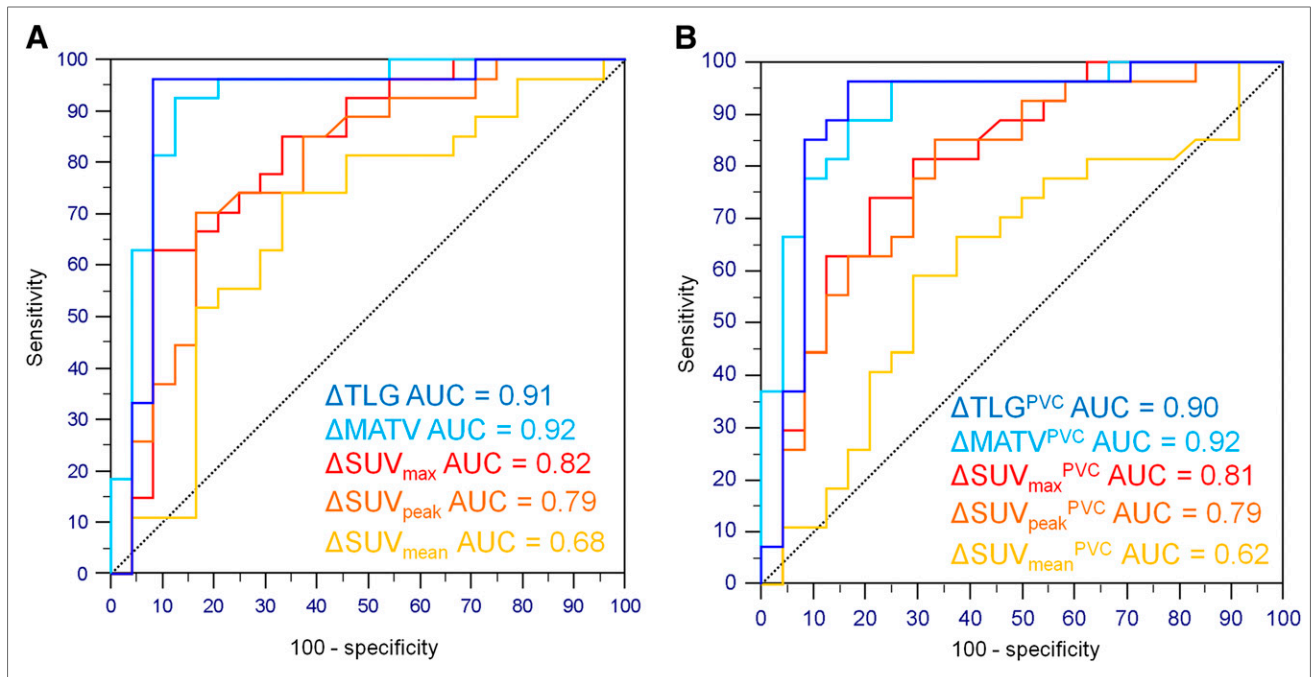 A
100
90
80
70
60
50
40
30
20
10
0
Sensitivity
0 10 20 30 40 50 60 70 80 90 100
100 - specificity
ΔTLG AUC = 0.91
ΔMATV AUC = 0.92
ΔSUVmax AUC = 0.82
ΔSUVpeak AUC = 0.79
ΔSUVmean AUC = 0.68
B
100
90
80
70
60
50
40
30
20
10
0
Sensitivity
0 10 20 30 40 50 60 70 80 90 100
100 - specificity
ΔTLGPVC AUC = 0.90
ΔMATVPVC AUC = 0.92
ΔSUVmaxPVC AUC = 0.81
ΔSUVpeakPVC AUC = 0.79
ΔSUVmeanPVC AUC = 0.62